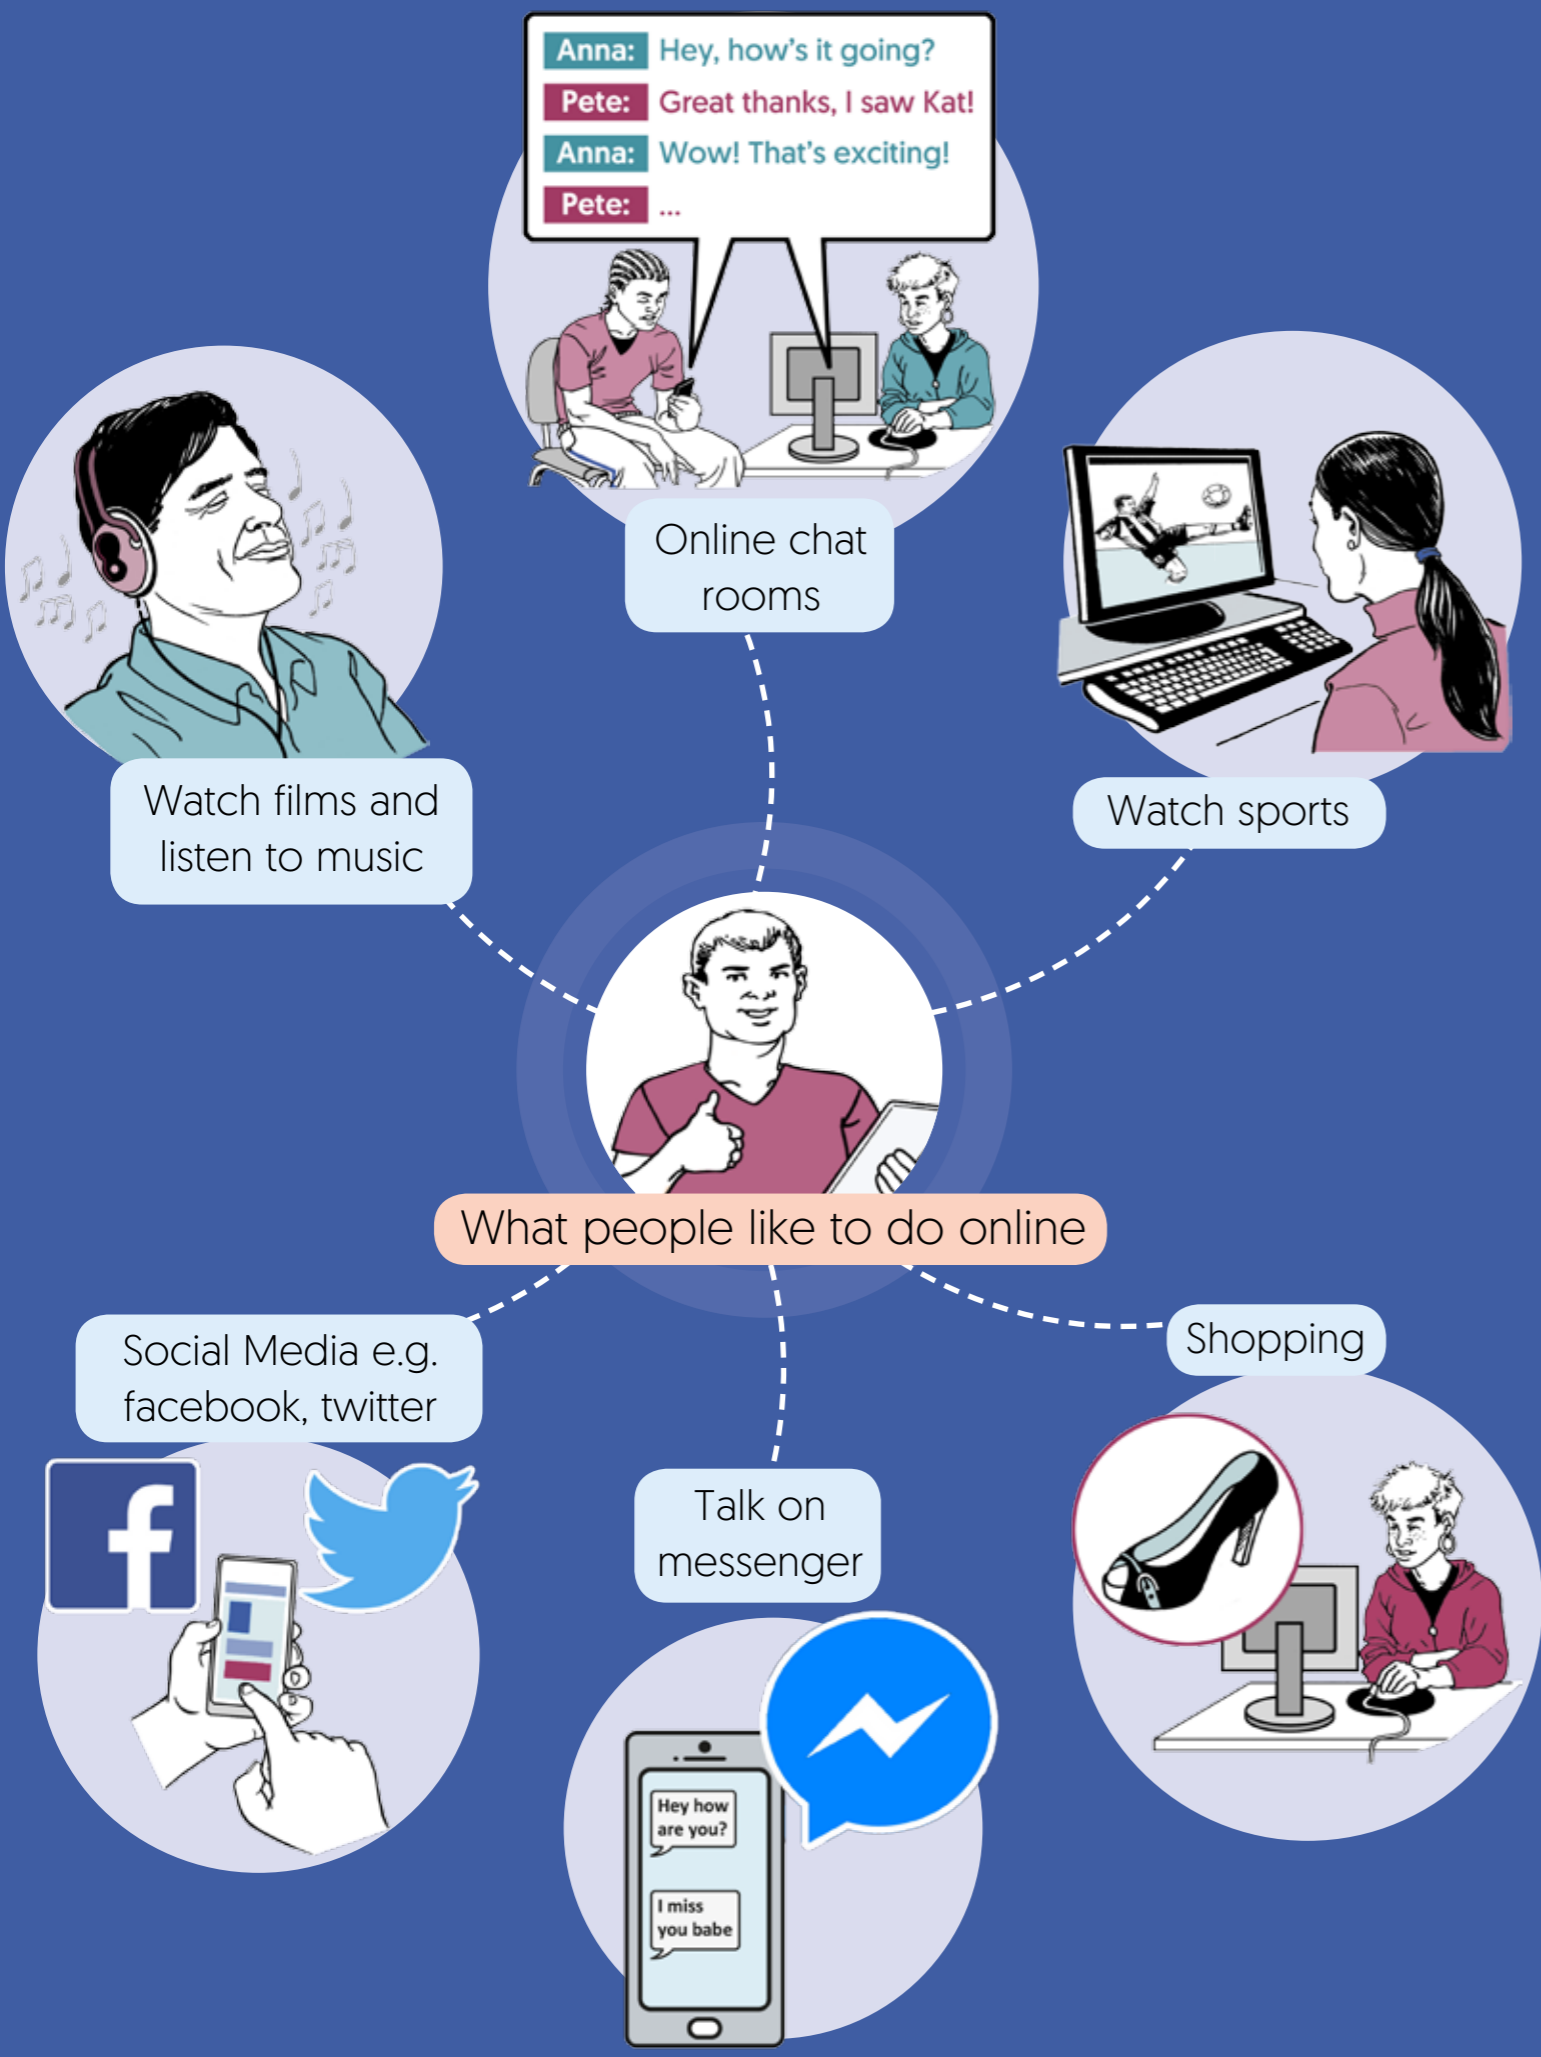 Anna: Hey, how's it going?
Pete: Great thanks, I saw Kat!
Anna: Wow! That's exciting!
Pete: ...
Online chat
rooms
Watch films and
listen to music
Watch sports
What people like to do online
Social Media e.g.
facebook, twitter
Shopping
Talk on
messenger
f
Hey how
are you?
I miss
you babe